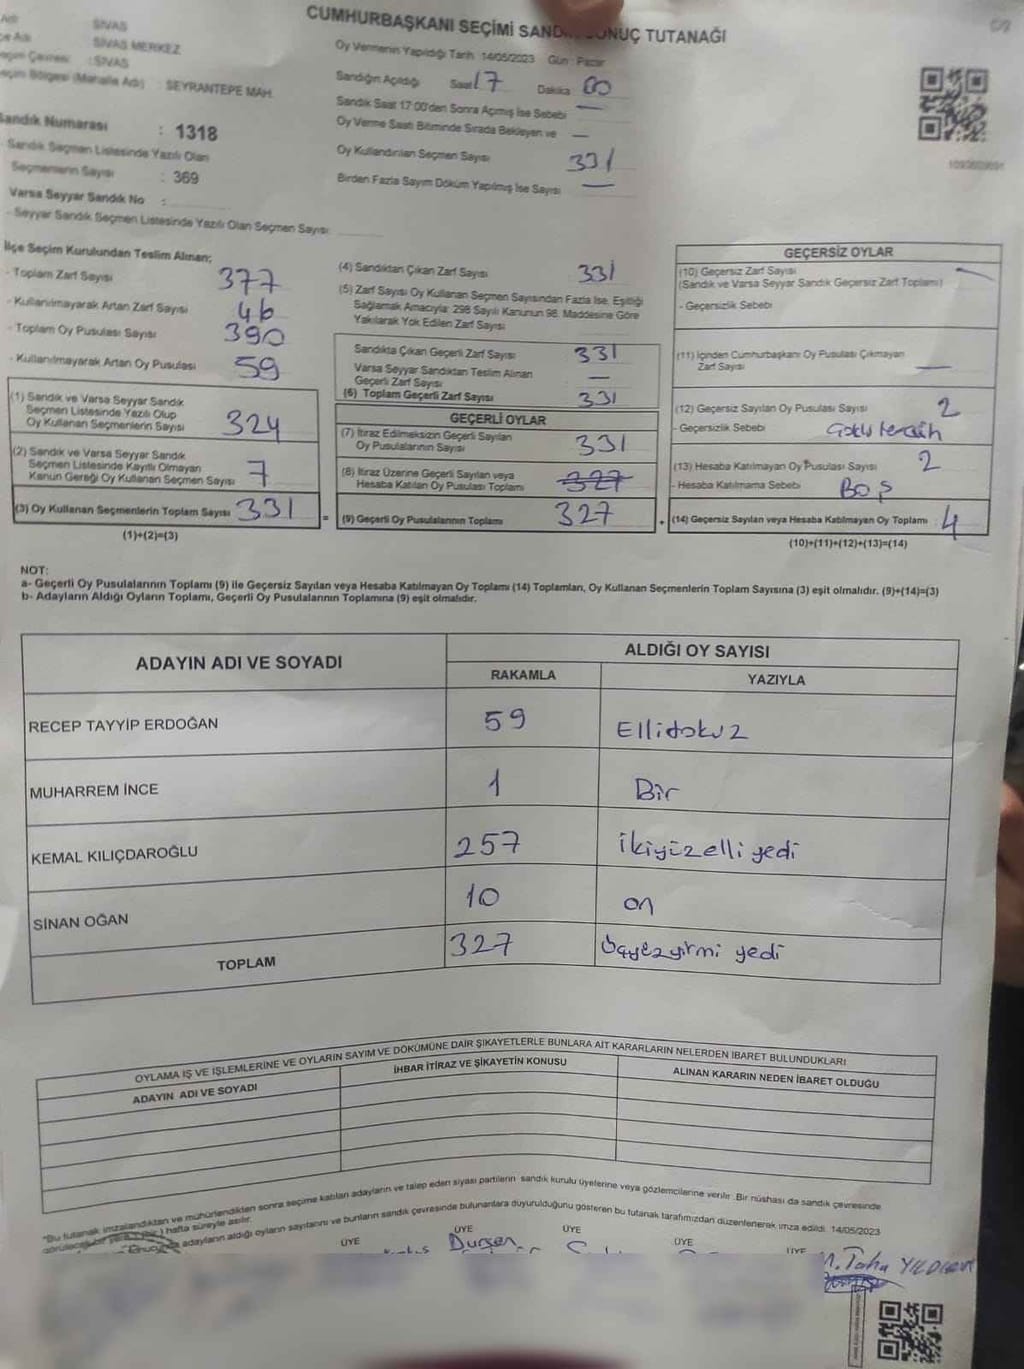 CUMHURBAŞKANI SEÇİMİ SANDIK SONUÇ TUTANAĞI
SİVAS
SİVAS MERKEZ
: SİVAS
Seçim Bölgesi (Mahalle Adı) : SEYRANTEPE MAH.
Sandık Numarası : 1318
- Sandık Seçmen Listesinde Yazılı Olan
Seçmenlerin Sayısı : 369
Varsa Seyyar Sandık No :
- Seyyar Sandık Seçmen Listesinde Yazılı Olan Seçmen Sayısı:
Oy Vermenin Yapıldığı Tarih : 14/05/2023 Gün : Pazar
Sandığın Açıldığı Saat 17 Dakika 00
Sandık Saat 17:00'den Sonra Açımış İse Sebebi —
Oy Verme Saati Bitiminde Sırada Bekleyen ve —
Oy Kullandırılan Seçmen Sayısı 331
Birden Fazla Sayım Döküm Yapılmış İse Sayısı —
İlçe Seçim Kurulundan Teslim Alınan;
- Toplam Zarf Sayısı 377
- Kullanılmayarak Artan Zarf Sayısı 46
- Toplam Oy Pusulası Sayısı 390
- Kullanılmayarak Artan Oy Pusulası 59
(1) Sandık ve Varsa Seyyar Sandık
Seçmen Listesinde Yazılı Olup
Oy Kullanan Seçmenlerin Sayısı 324
(2) Sandık ve Varsa Seyyar Sandık
Seçmen Listesinde Kayıtlı Olmayan
Kanun Gereği Oy Kullanan Seçmen Sayısı 7
(3) Oy Kullanan Seçmenlerin Toplam Sayısı 331 =
(1)+(2)=(3)
(4) Sandıktan Çıkan Zarf Sayısı 331
(5) Zarf Sayısı Oy Kullanan Seçmen Sayısından Fazla İse, Eşitliği
Sağlamak Amacıyla; 298 Sayılı Kanunun 98. Maddesine Göre
Yakılarak Yok Edilen Zarf Sayısı
Sandıkta Çıkan Geçerli Zarf Sayısı 331
Varsa Seyyar Sandıktan Teslim Alınan
Geçerli Zarf Sayısı —
(6) Toplam Geçerli Zarf Sayısı 331
GEÇERLİ OYLAR
(7) İtiraz Edilmeksizin Geçerli Sayılan
Oy Pusulalarının Sayısı 331
(8) İtiraz Üzerine Geçerli Sayılan veya
Hesaba Katılan Oy Pusulası Toplamı 327
(9) Geçerli Oy Pusulalarının Toplamı 327 +
GEÇERSİZ OYLAR
(10) Geçersiz Zarf Sayısı —
(Sandık ve Varsa Seyyar Sandık Geçersiz Zarf Toplamı)
- Geçersizlik Sebebi
(11) İçinden Cumhurbaşkanı Oy Pusulası Çıkmayan
Zarf Sayısı —
(12) Geçersiz Sayılan Oy Pusulası Sayısı 2
- Geçersizlik Sebebi
(13) Hesaba Katılmayan Oy Pusulası Sayısı 2
- Hesaba Katılmama Sebebi Boş
(14) Geçersiz Sayılan veya Hesaba Katılmayan Oy Toplamı 4
(10)+(11)+(12)+(13)=(14)
NOT:
a- Geçerli Oy Pusulalarının Toplamı (9) ile Geçersiz Sayılan veya Hesaba Katılmayan Oy Toplamı (14) Toplamları, Oy Kullanan Seçmenlerin Toplam Sayısına (3) eşit olmalıdır. (9)+(14)=(3)
b- Adayların Aldığı Oyların Toplamı, Geçerli Oy Pusulalarının Toplamına (9) eşit olmalıdır.
ADAYIN ADI VE SOYADI ALDIĞI OY SAYISI
RAKAMLA YAZIYLA
RECEP TAYYİP ERDOĞAN 59 Ellidokuz
MUHARREM İNCE 1 Bir
KEMAL KILIÇDAROĞLU 257 ikiyüzelli yedi
SİNAN OĞAN 10 on
TOPLAM 327 üçyüzyirmi yedi
OYLAMA İŞ VE İŞLEMLERİNE VE OYLARIN SAYIM VE DÖKÜMÜNE DAİR ŞİKAYETLERLE BUNLARA AİT KARARLARIN NELERDEN İBARET BULUNDUKLARI
ADAYIN ADI VE SOYADI İHBAR İTİRAZ VE ŞİKAYETİN KONUSU ALINAN KARARIN NEDEN İBARET OLDUĞU
"Bu tutanak imzalandıktan ve mühürlendikten sonra seçime katılan adayların ve talep eden siyasi partilerin sandık kurulu üyelerine veya gözlemcilerine verilir. Bir nüshası da sandık çevresinde
hafta süreyle asılır.
adayların aldığı oyların sayılarını ve bunların sandık çevresinde bulunanlara duyurulduğunu gösteren bu tutanak tarafımızdan düzenlenerek imza edildi. 14/05/2023
ÜYE ÜYE ÜYE ÜYE ÜYE
Dursen
M. Taha YILDIRIM